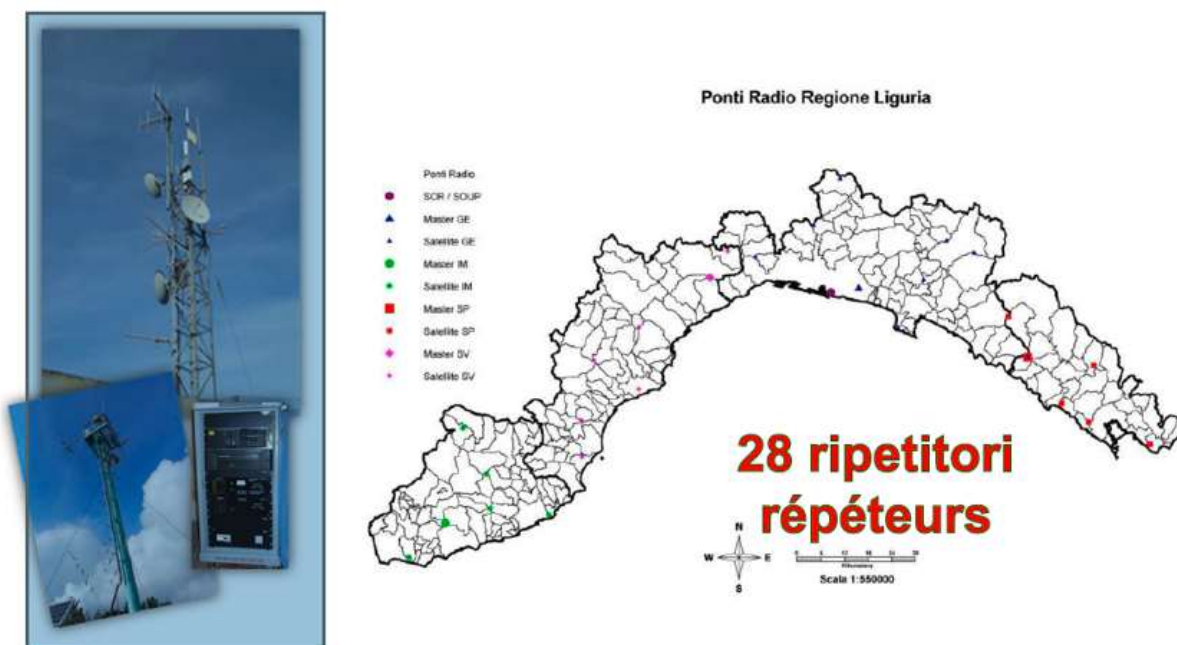 Ponti Radio Regione Liguria
Ponti Radio
SOR / SOUP
Master GE
Satellite GE
Master IM
Satellite IM
Master SP
Satellite SP
Master SV
Satellite SV
28 ripetitori
répéteurs
N
W E
S
Kilometers
Scala 1:550000